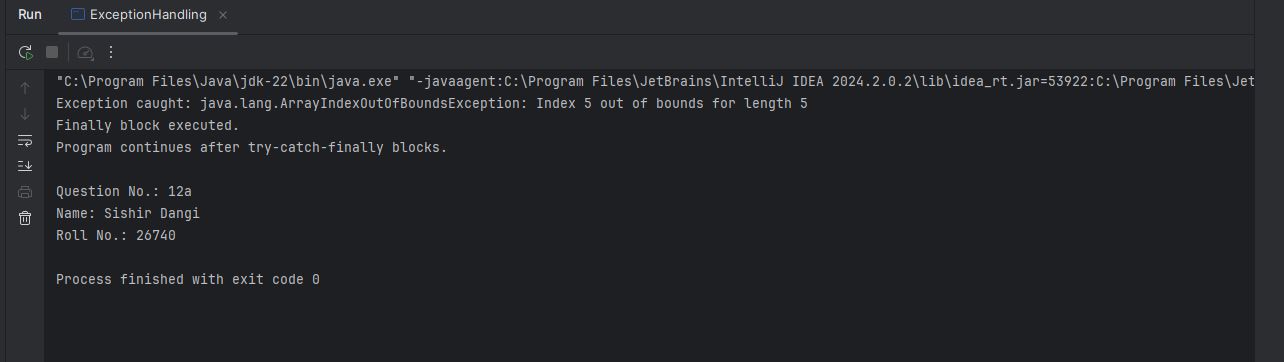 Run ExceptionHandling ×
"C:\Program Files\Java\jdk-22\bin\java.exe" "-javaagent:C:\Program Files\JetBrains\IntelliJ IDEA 2024.2.0.2\lib\idea_rt.jar=53922:C:\Program Files\Jet
Exception caught: java.lang.ArrayIndexOutOfBoundsException: Index 5 out of bounds for length 5
Finally block executed.
Program continues after try-catch-finally blocks.
Question No.: 12a
Name: Sishir Dangi
Roll No.: 26740
Process finished with exit code 0